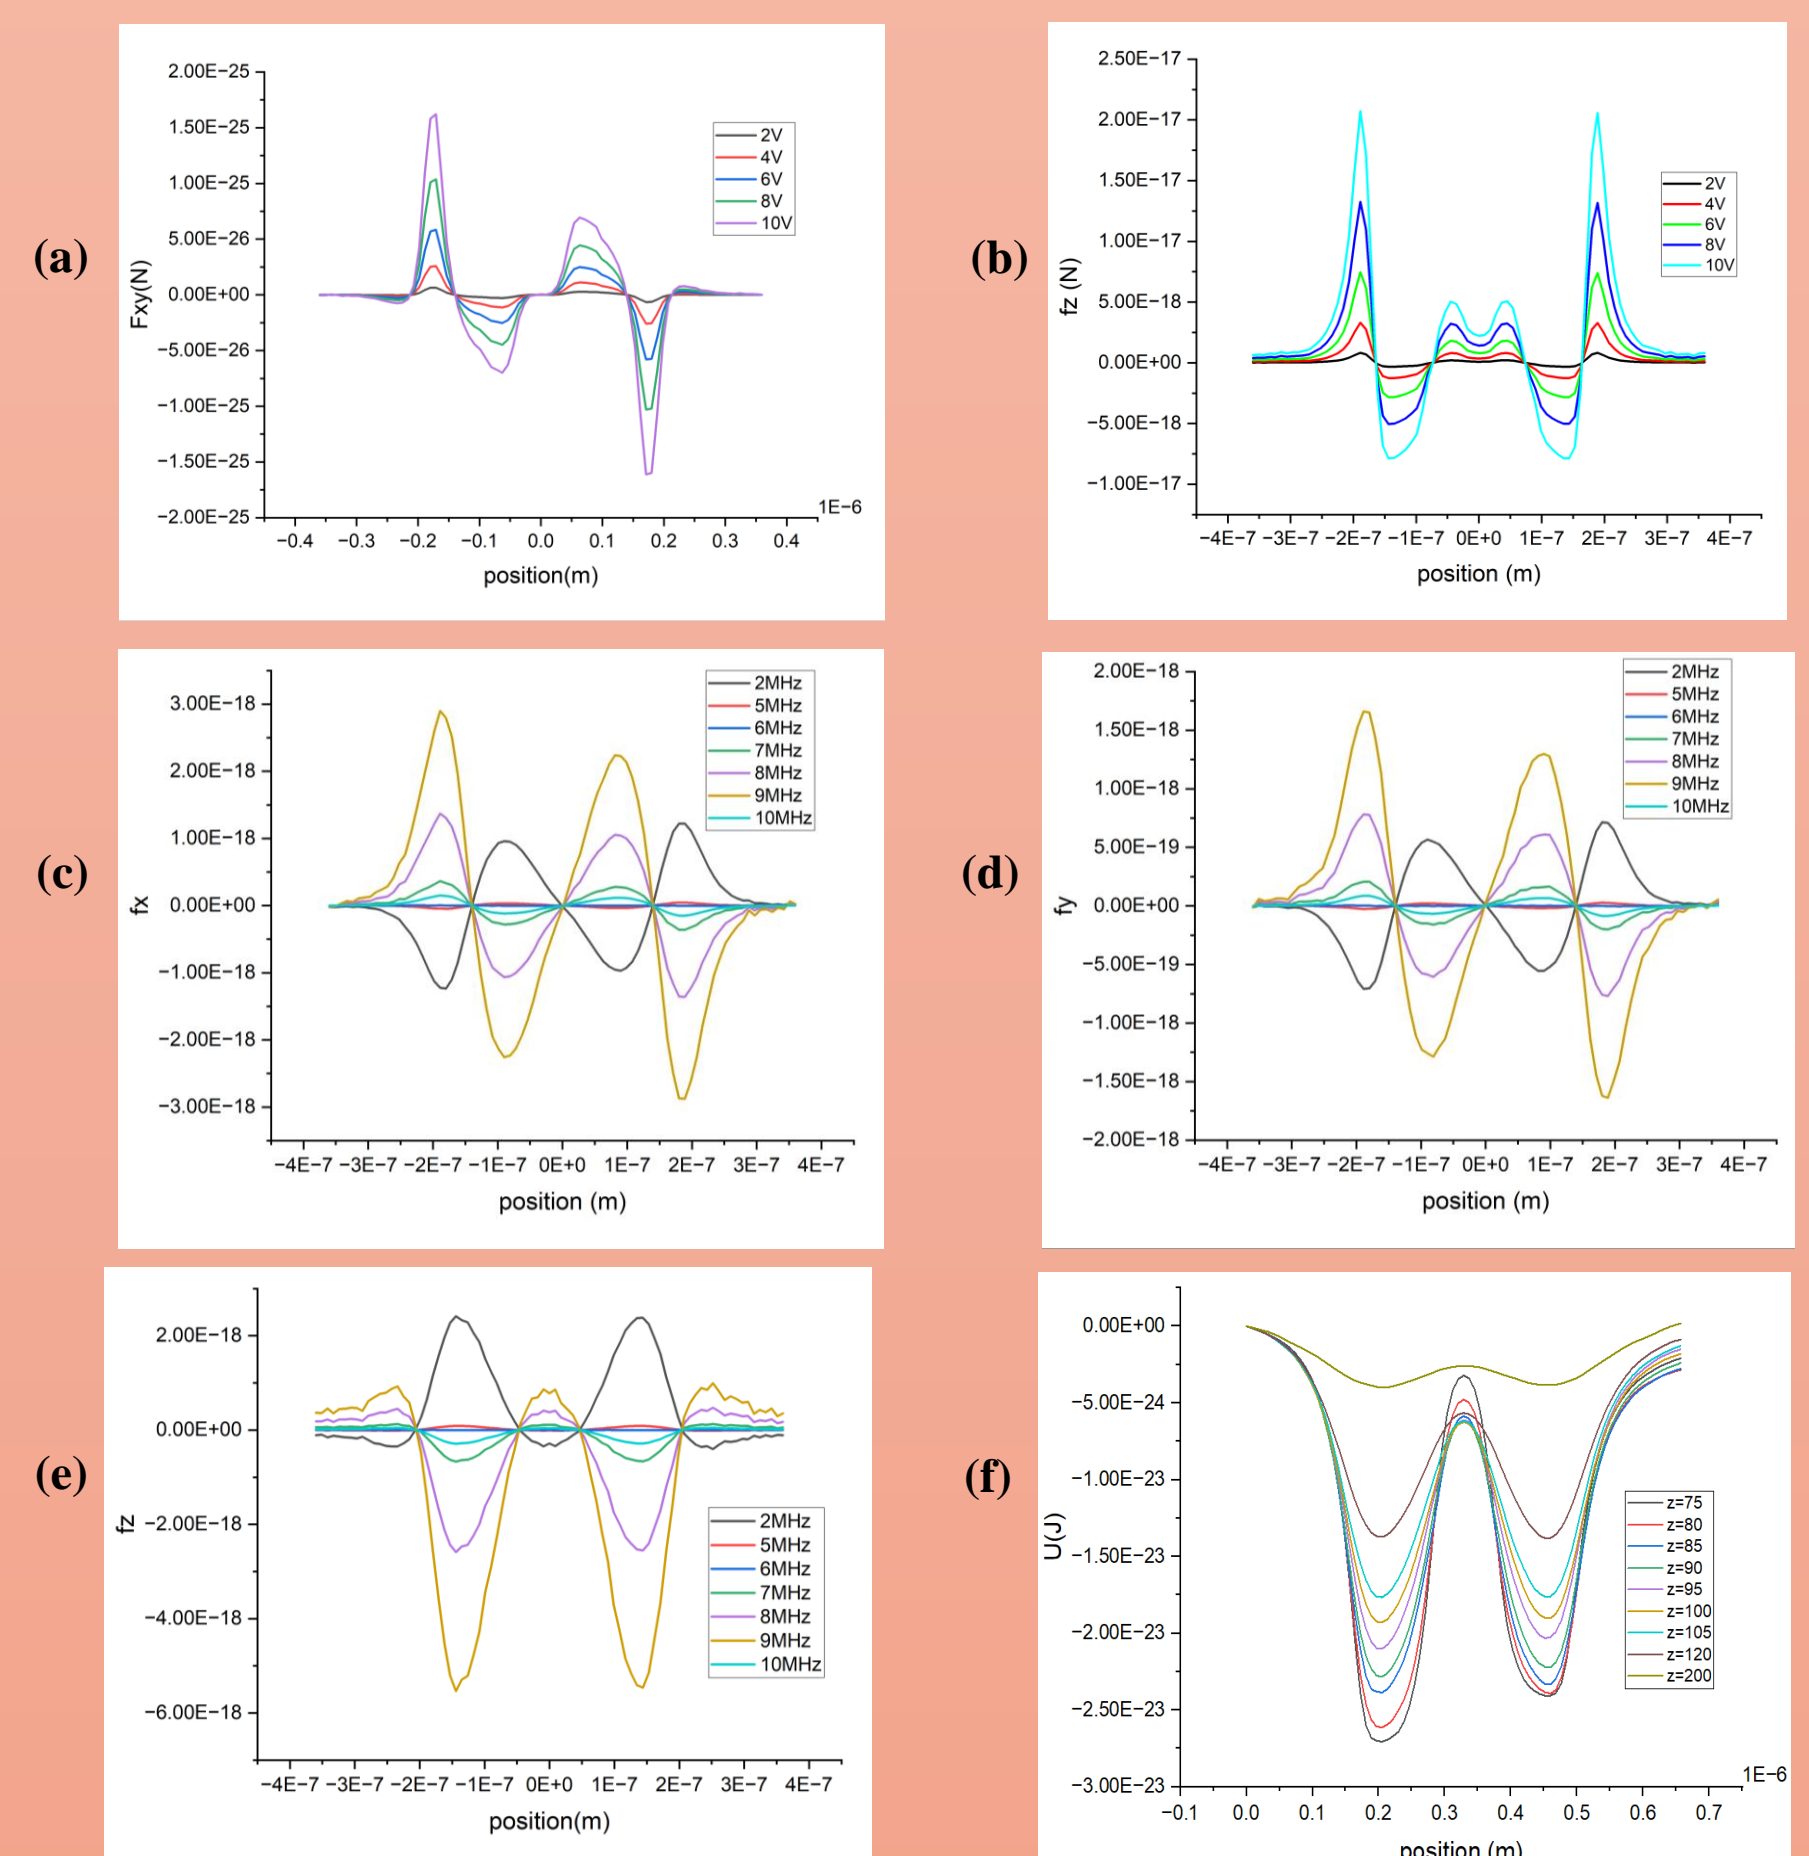 (a)
2.00E−25
1.50E−25
1.00E−25
5.00E−26
0.00E+00
−5.00E−26
−1.00E−25
−1.50E−25
−2.00E−25
Fxy(N)
2V
4V
6V
8V
10V
1E−6
−0.4 −0.3 −0.2 −0.1 0.0 0.1 0.2 0.3 0.4
position(m)
(b)
2.50E−17
2.00E−17
1.50E−17
1.00E−17
5.00E−18
0.00E+00
−5.00E−18
−1.00E−17
fz (N)
2V
4V
6V
8V
10V
−4E−7 −3E−7 −2E−7 −1E−7 0E+0 1E−7 2E−7 3E−7 4E−7
position (m)
(c)
3.00E−18
2.00E−18
1.00E−18
0.00E+00
−1.00E−18
−2.00E−18
−3.00E−18
fx
2MHz
5MHz
6MHz
7MHz
8MHz
9MHz
10MHz
−4E−7 −3E−7 −2E−7 −1E−7 0E+0 1E−7 2E−7 3E−7 4E−7
position (m)
(d)
2.00E−18
1.50E−18
1.00E−18
5.00E−19
0.00E+00
−5.00E−19
−1.00E−18
−1.50E−18
−2.00E−18
fy
2MHz
5MHz
6MHz
7MHz
8MHz
9MHz
10MHz
−4E−7 −3E−7 −2E−7 −1E−7 0E+0 1E−7 2E−7 3E−7 4E−7
position (m)
(e)
2.00E−18
0.00E+00
−2.00E−18
−4.00E−18
−6.00E−18
fz
2MHz
5MHz
6MHz
7MHz
8MHz
9MHz
10MHz
−4E−7 −3E−7 −2E−7 −1E−7 0E+0 1E−7 2E−7 3E−7 4E−7
position(m)
(f)
0.00E+00
−5.00E−24
−1.00E−23
−1.50E−23
−2.00E−23
−2.50E−23
−3.00E−23
U(J)
z=75
z=80
z=85
z=90
z=95
z=100
z=105
z=120
z=200
1E−6
−0.1 0.0 0.1 0.2 0.3 0.4 0.5 0.6 0.7
position (m)